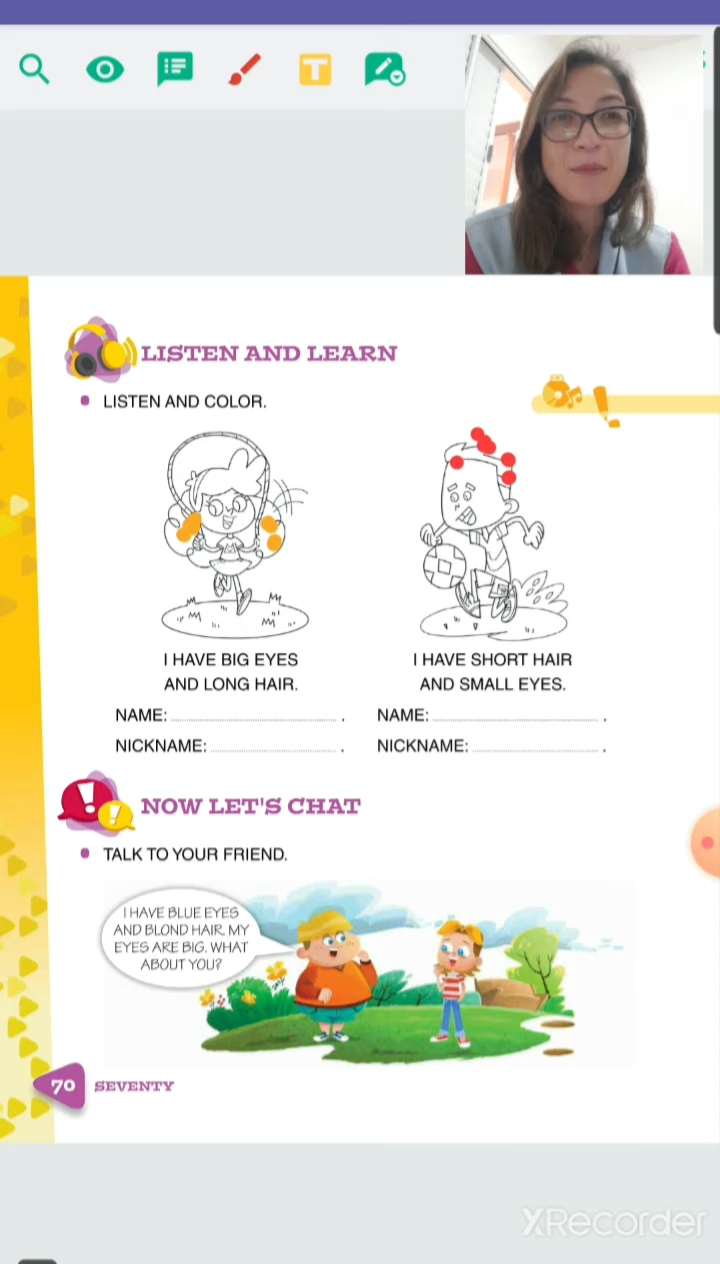 T
LISTEN AND LEARN
LISTEN AND COLOR.
I HAVE BIG EYES
AND LONG HAIR.
NAME: .
NICKNAME: .
I HAVE SHORT HAIR
AND SMALL EYES.
NAME: .
NICKNAME: .
NOW LET'S CHAT
TALK TO YOUR FRIEND.
I HAVE BLUE EYES
AND BLOND HAIR. MY
EYES ARE BIG. WHAT
ABOUT YOU?
70 SEVENTY
XRecorder